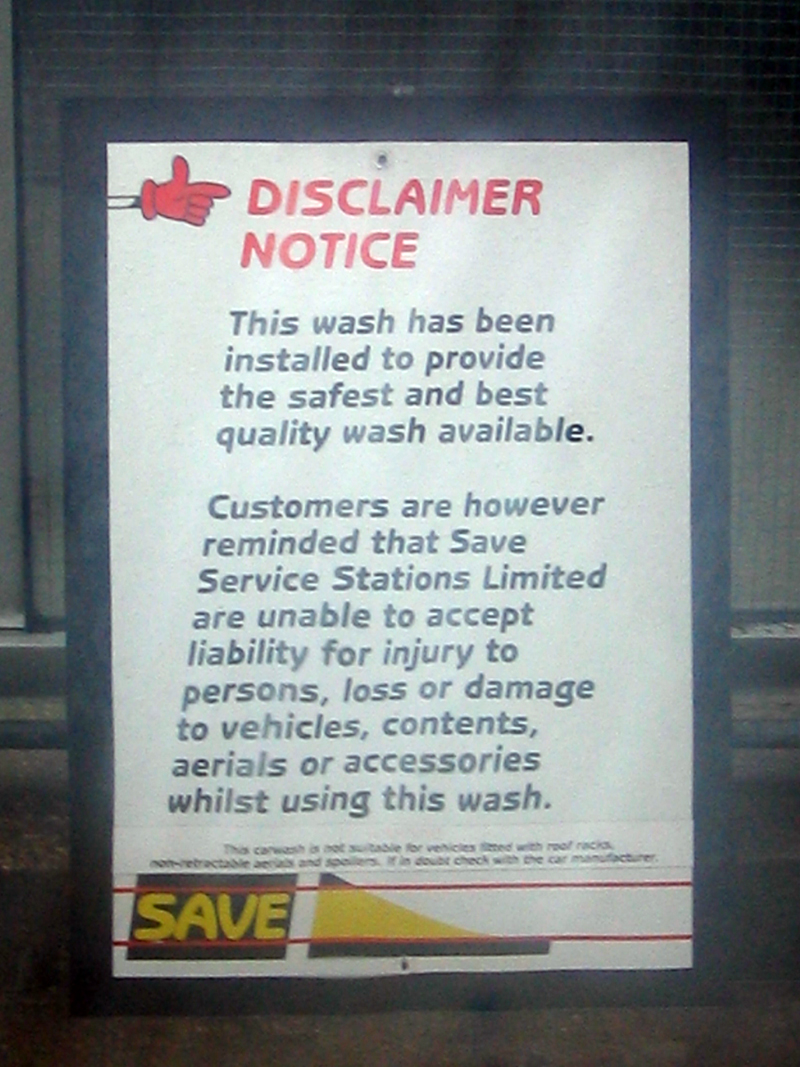 DISCLAIMER
NOTICE
This wash has been
installed to provide
the safest and best
quality wash available.
Customers are however
reminded that Save
Service Stations Limited
are unable to accept
liability for injury to
persons, loss or damage
to vehicles, contents,
aerials or accessories
whilst using this wash.
This carwash is not suitable for vehicles fitted with roof racks,
non-retractable aerials and spoilers. If in doubt check with the car manufacturer.
SAVE